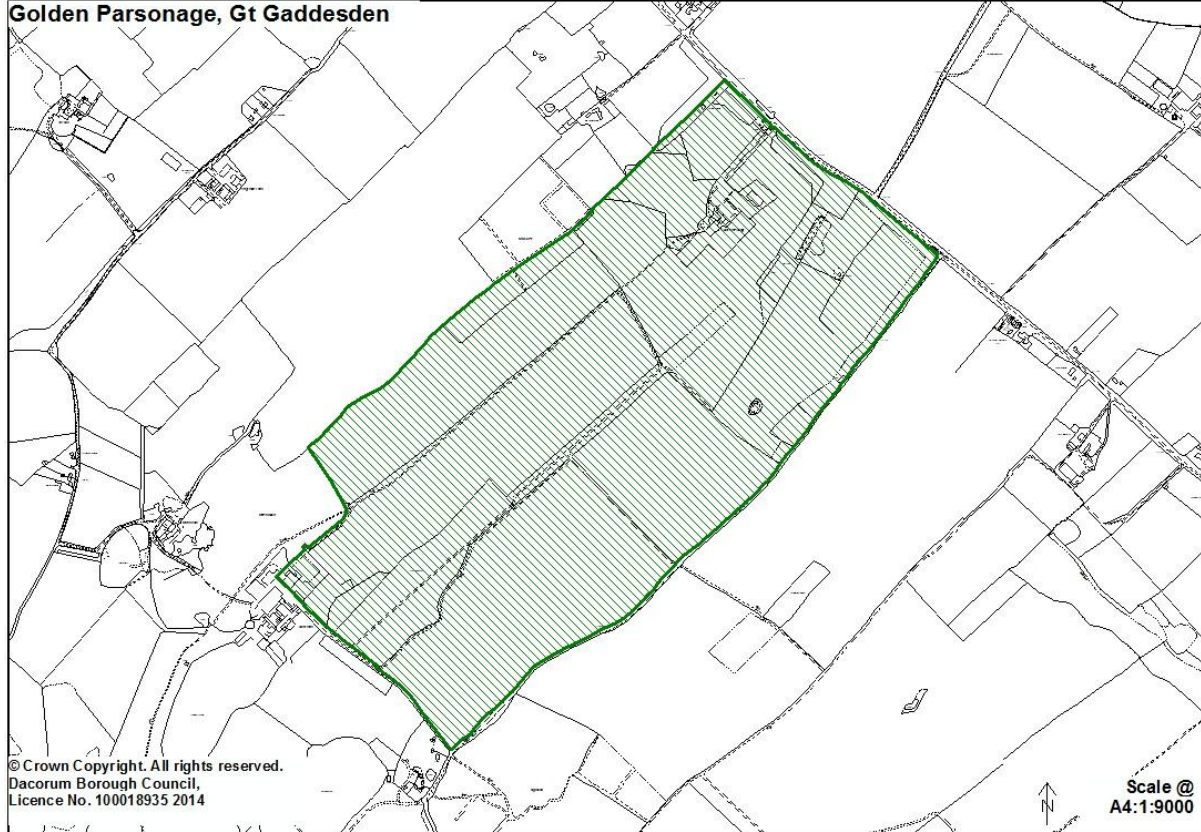 Golden Parsonage, Gt Gaddesden
© Crown Copyright. All rights reserved.
Dacorum Borough Council,
Licence No. 100018935 2014
N
Scale @
A4:1:9000